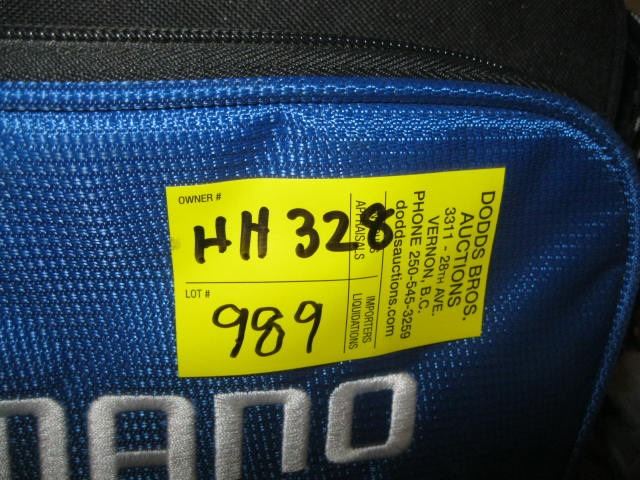 OWNER #
HH 328
LOT #
989
APPRAISALS
IMPORTERS
LIQUIDATIONS
DODDS BROS.
AUCTIONS
3311 - 28TH AVE.
VERNON, B.C.
PHONE 250-545-3259
doddsauctions.com
MANO